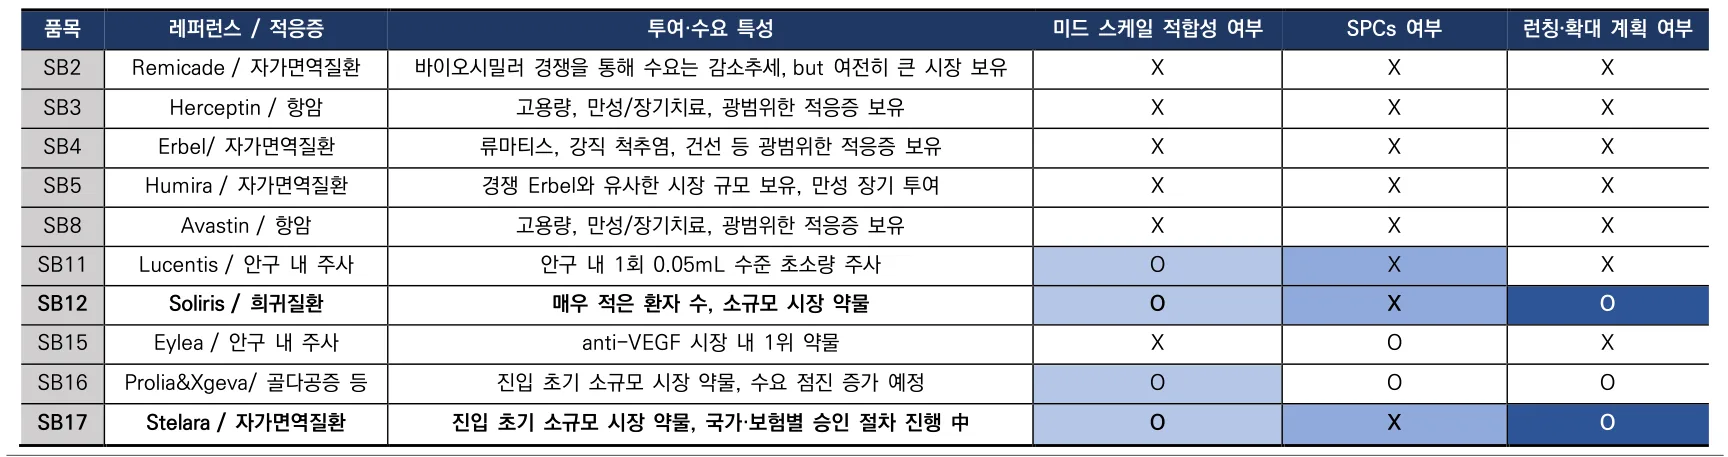 품목 레퍼런스 / 적응증 투여·수요 특성 미드 스케일 적합성 여부 SPCs 여부 런칭·확대 계획 여부
SB2 Remicade / 자가면역질환 바이오시밀러 경쟁을 통해 수요는 감소추세, but 여전히 큰 시장 보유 X X X
SB3 Herceptin / 항암 고용량, 만성/장기치료, 광범위한 적응증 보유 X X X
SB4 Erbel/ 자가면역질환 류마티스, 강직 척추염, 건선 등 광범위한 적응증 보유 X X X
SB5 Humira / 자가면역질환 경쟁 Erbel와 유사한 시장 규모 보유, 만성 장기 투여 X X X
SB8 Avastin / 항암 고용량, 만성/장기치료, 광범위한 적응증 보유 X X X
SB11 Lucentis / 안구 내 주사 안구 내 1회 0.05mL 수준 초소량 주사 O X X
SB12 Soliris / 희귀질환 매우 적은 환자 수, 소규모 시장 약물 O X O
SB15 Eylea / 안구 내 주사 anti-VEGF 시장 내 1위 약물 X O X
SB16 Prolia&Xgeva/ 골다공증 등 진입 초기 소규모 시장 약물, 수요 점진 증가 예정 O O O
SB17 Stelara / 자가면역질환 진입 초기 소규모 시장 약물, 국가·보험별 승인 절차 진행 中 O X O